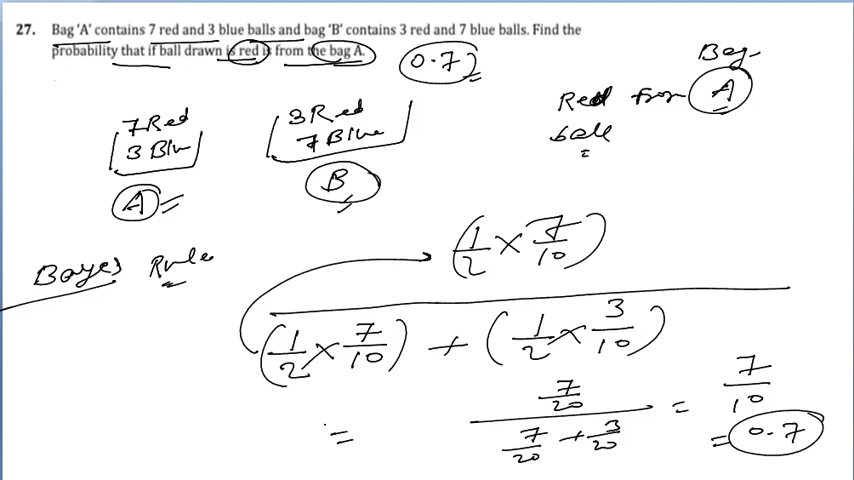 27. Bag 'A' contains 7 red and 3 blue balls and bag 'B' contains 3 red and 7 blue balls. Find the
probability that if ball drawn is red is from the bag A.
0.7
Bag
Red from A
ball
7 Red
3 Blu
A
3 Red
7 Blue
B
Bayes Rule
(1/2 × 7/10)
(1/2 × 7/10) + (1/2 × 3/10)
= 7/20 = 7/10
7/20 + 3/20
= 0.7